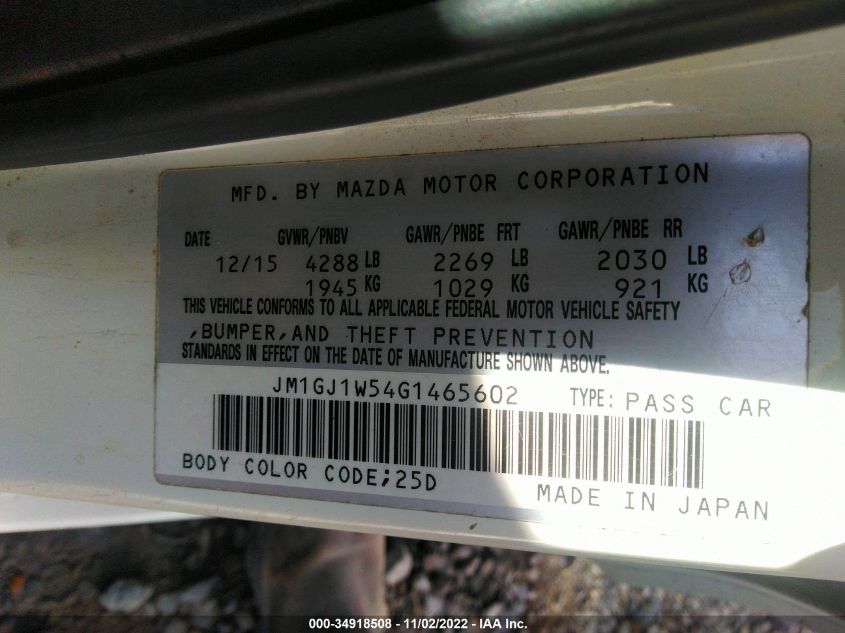 MFD. BY MAZDA MOTOR CORPORATION
DATE GVWR/PNBV GAWR/PNBE FRT GAWR/PNBE RR
12/15 4288 LB 2269 LB 2030 LB
1945 KG 1029 KG 921 KG
THIS VEHICLE CONFORMS TO ALL APPLICABLE FEDERAL MOTOR VEHICLE SAFETY
,BUMPER,AND THEFT PREVENTION
STANDARDS IN EFFECT ON THE DATE OF MANUFACTURE SHOWN ABOVE.
JM1GJ1W54G1465602 TYPE: PASS CAR
BODY COLOR CODE;25D
MADE IN JAPAN
000-34918508 - 11/02/2022 - IAA Inc.